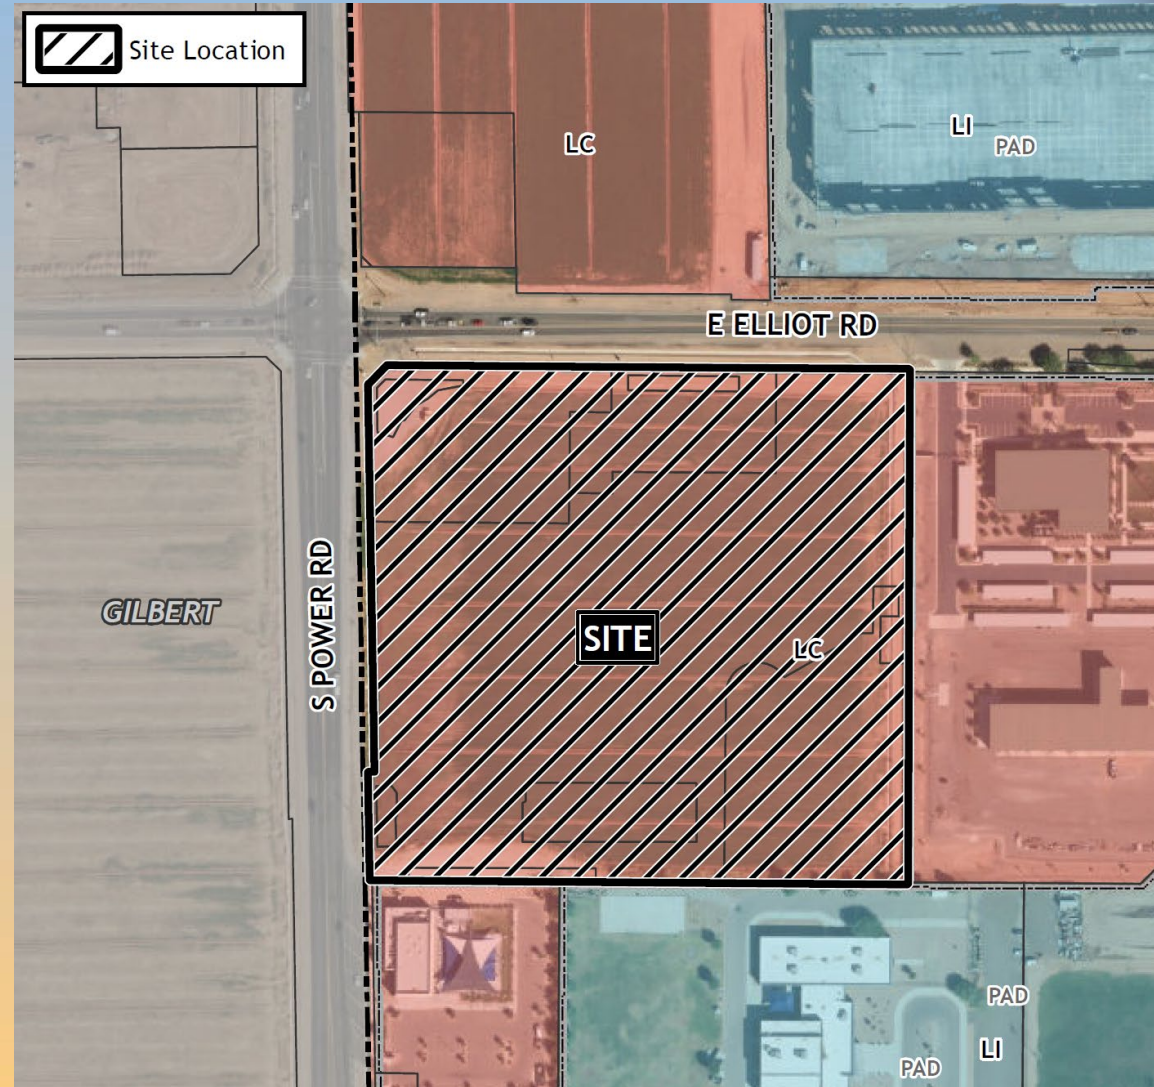 Site Location
LC
LI
PAD
E ELLIOT RD
S POWER RD
GILBERT
SITE
LC
PAD
LI
PAD